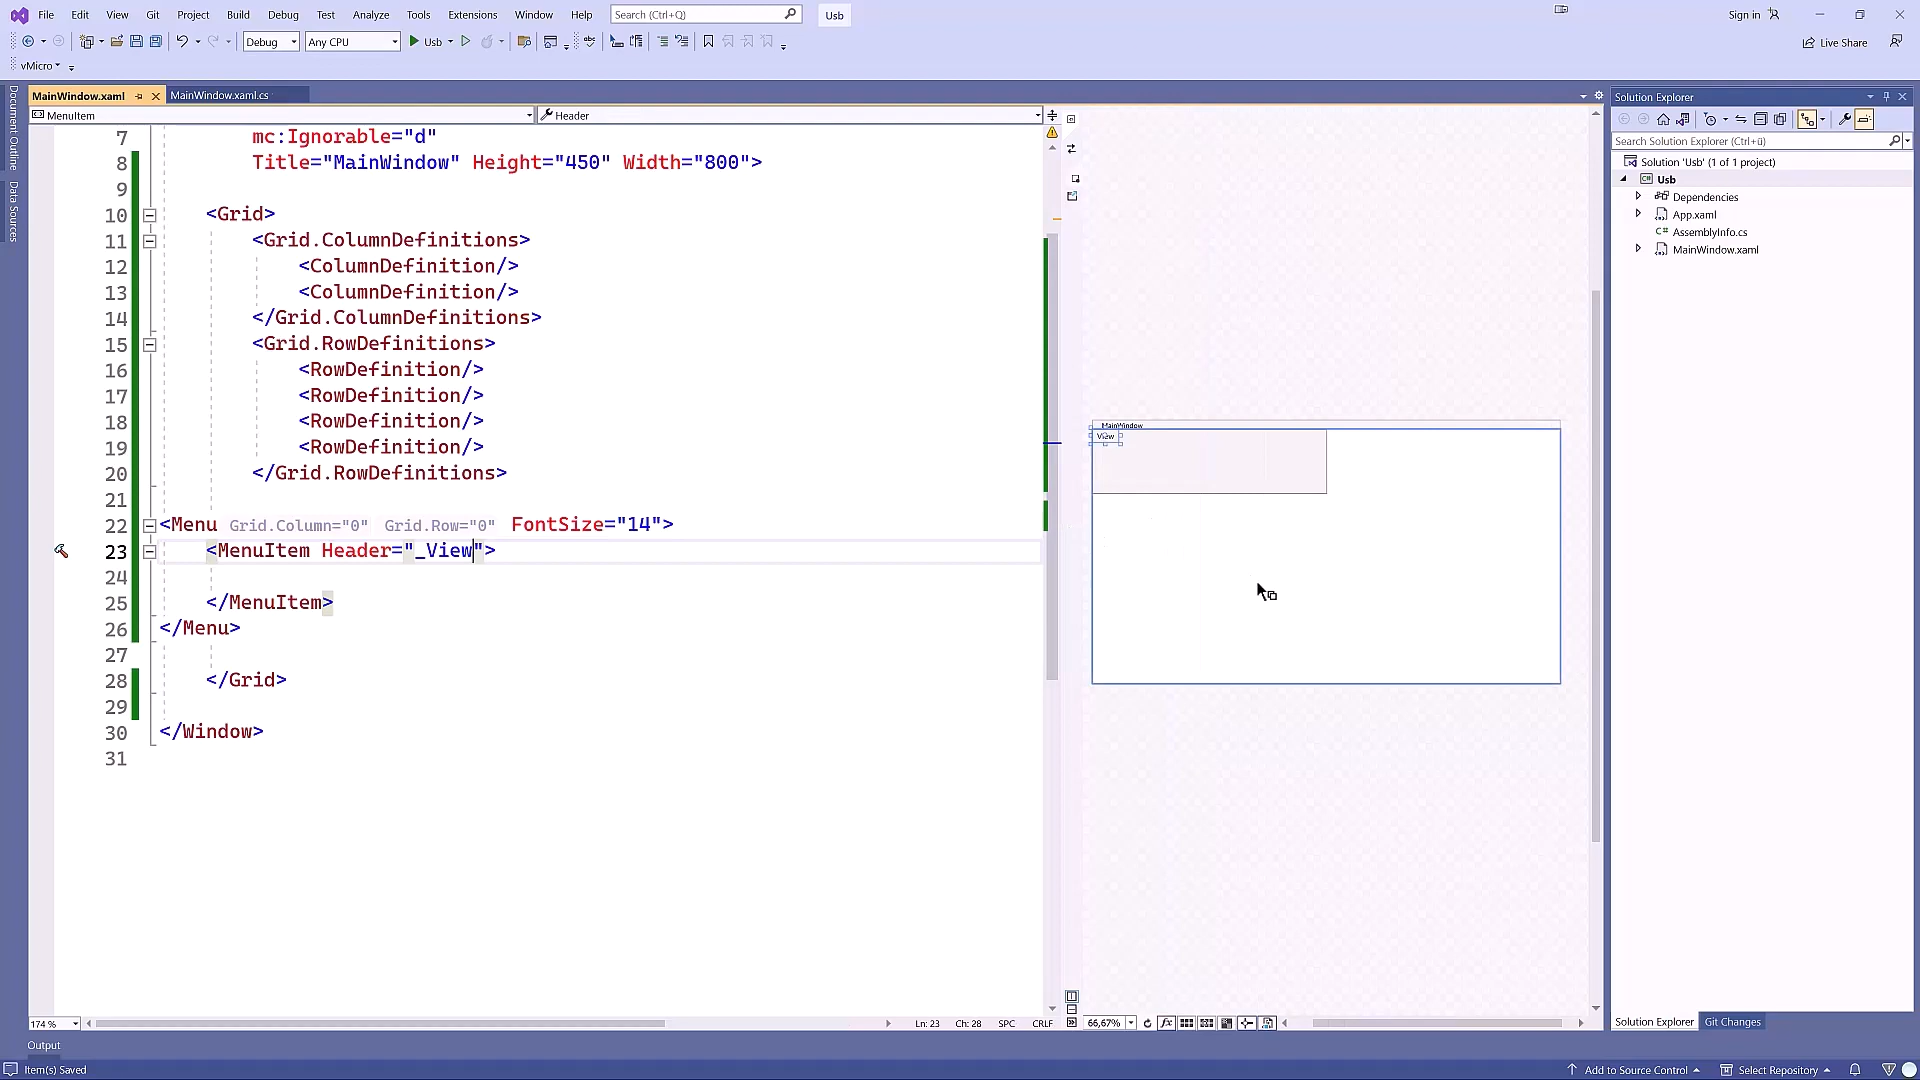 File Edit View Git Project Build Debug Test Analyze Tools Extensions Window Help Search (Ctrl+Q) Usb Sign in
Debug Any CPU Usb Live Share
vMicro
Document Outline
Data Sources
MainWindow.xaml MainWindow.xaml.cs
MenuItem Header
7 mc:Ignorable="d"
8 Title="MainWindow" Height="450" Width="800">
9
10 <Grid>
11 <Grid.ColumnDefinitions>
12 <ColumnDefinition/>
13 <ColumnDefinition/>
14 </Grid.ColumnDefinitions>
15 <Grid.RowDefinitions>
16 <RowDefinition/>
17 <RowDefinition/>
18 <RowDefinition/>
19 <RowDefinition/>
20 </Grid.RowDefinitions>
21
22 <Menu Grid.Column="0" Grid.Row="0" FontSize="14">
23 <MenuItem Header="_View">
24
25 </MenuItem>
26 </Menu>
27
28 </Grid>
29
30 </Window>
31
174 % Ln: 23 Ch: 28 SPC CRLF
MainWindow
View
66,67%
Solution Explorer
Search Solution Explorer (Ctrl+ü)
Solution 'Usb' (1 of 1 project)
Usb
Dependencies
App.xaml
AssemblyInfo.cs
MainWindow.xaml
Solution Explorer Git Changes
Output
Item(s) Saved Add to Source Control Select Repository